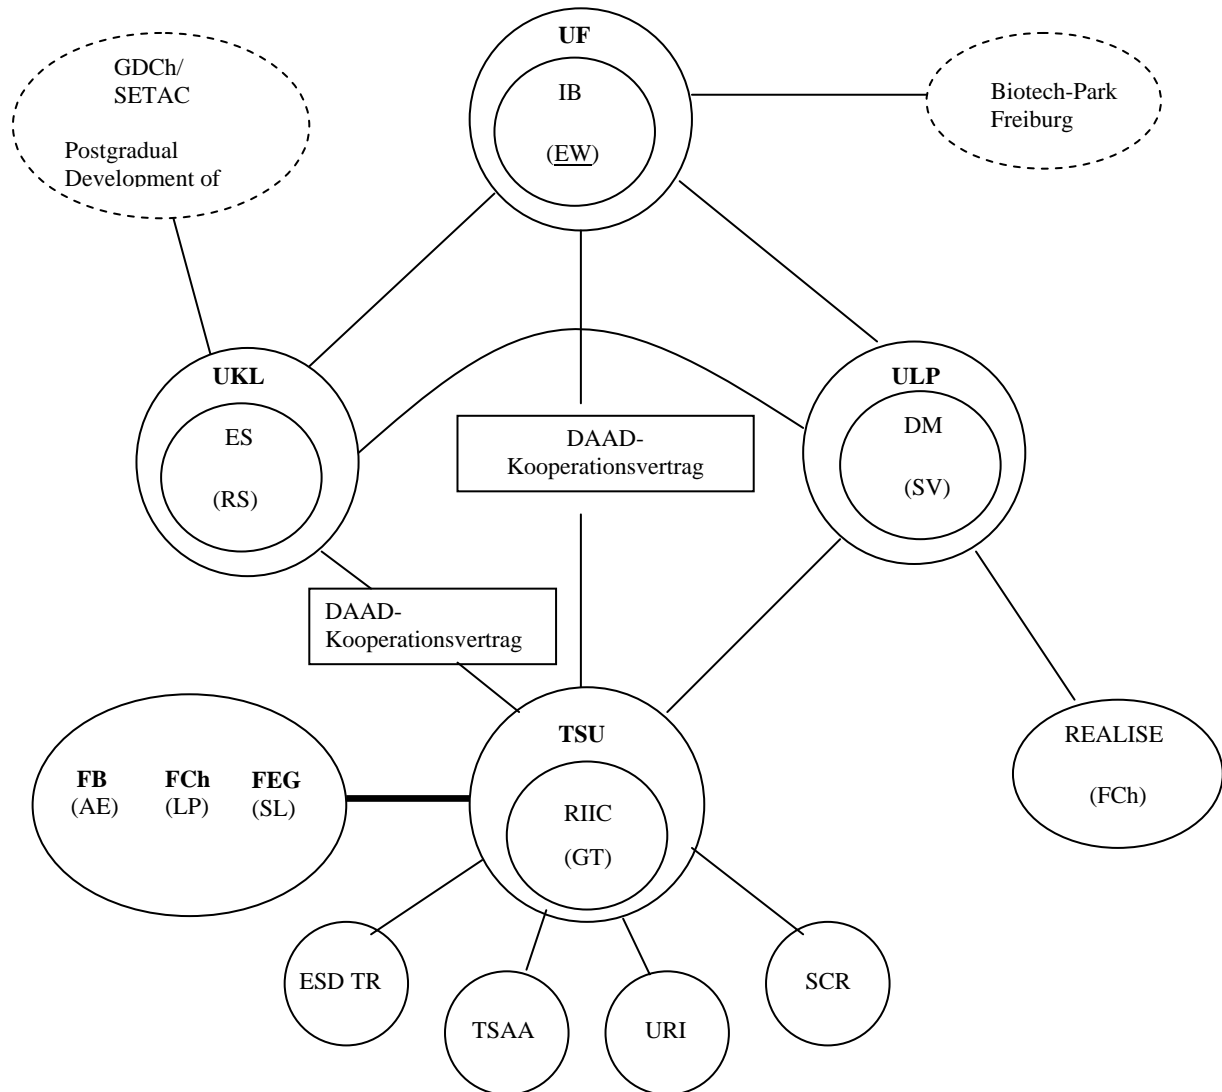 UF
IB
(EW)
GDCh/
SETAC
Postgradual
Development of
Biotech-Park
Freiburg
UKL
ES
(RS)
ULP
DM
(SV)
DAAD-
Kooperationsvertrag
DAAD-
Kooperationsvertrag
TSU
RIIC
(GT)
FB FCh FEG
(AE) (LP) (SL)
REALISE
(FCh)
ESD TR
TSAA
URI
SCR